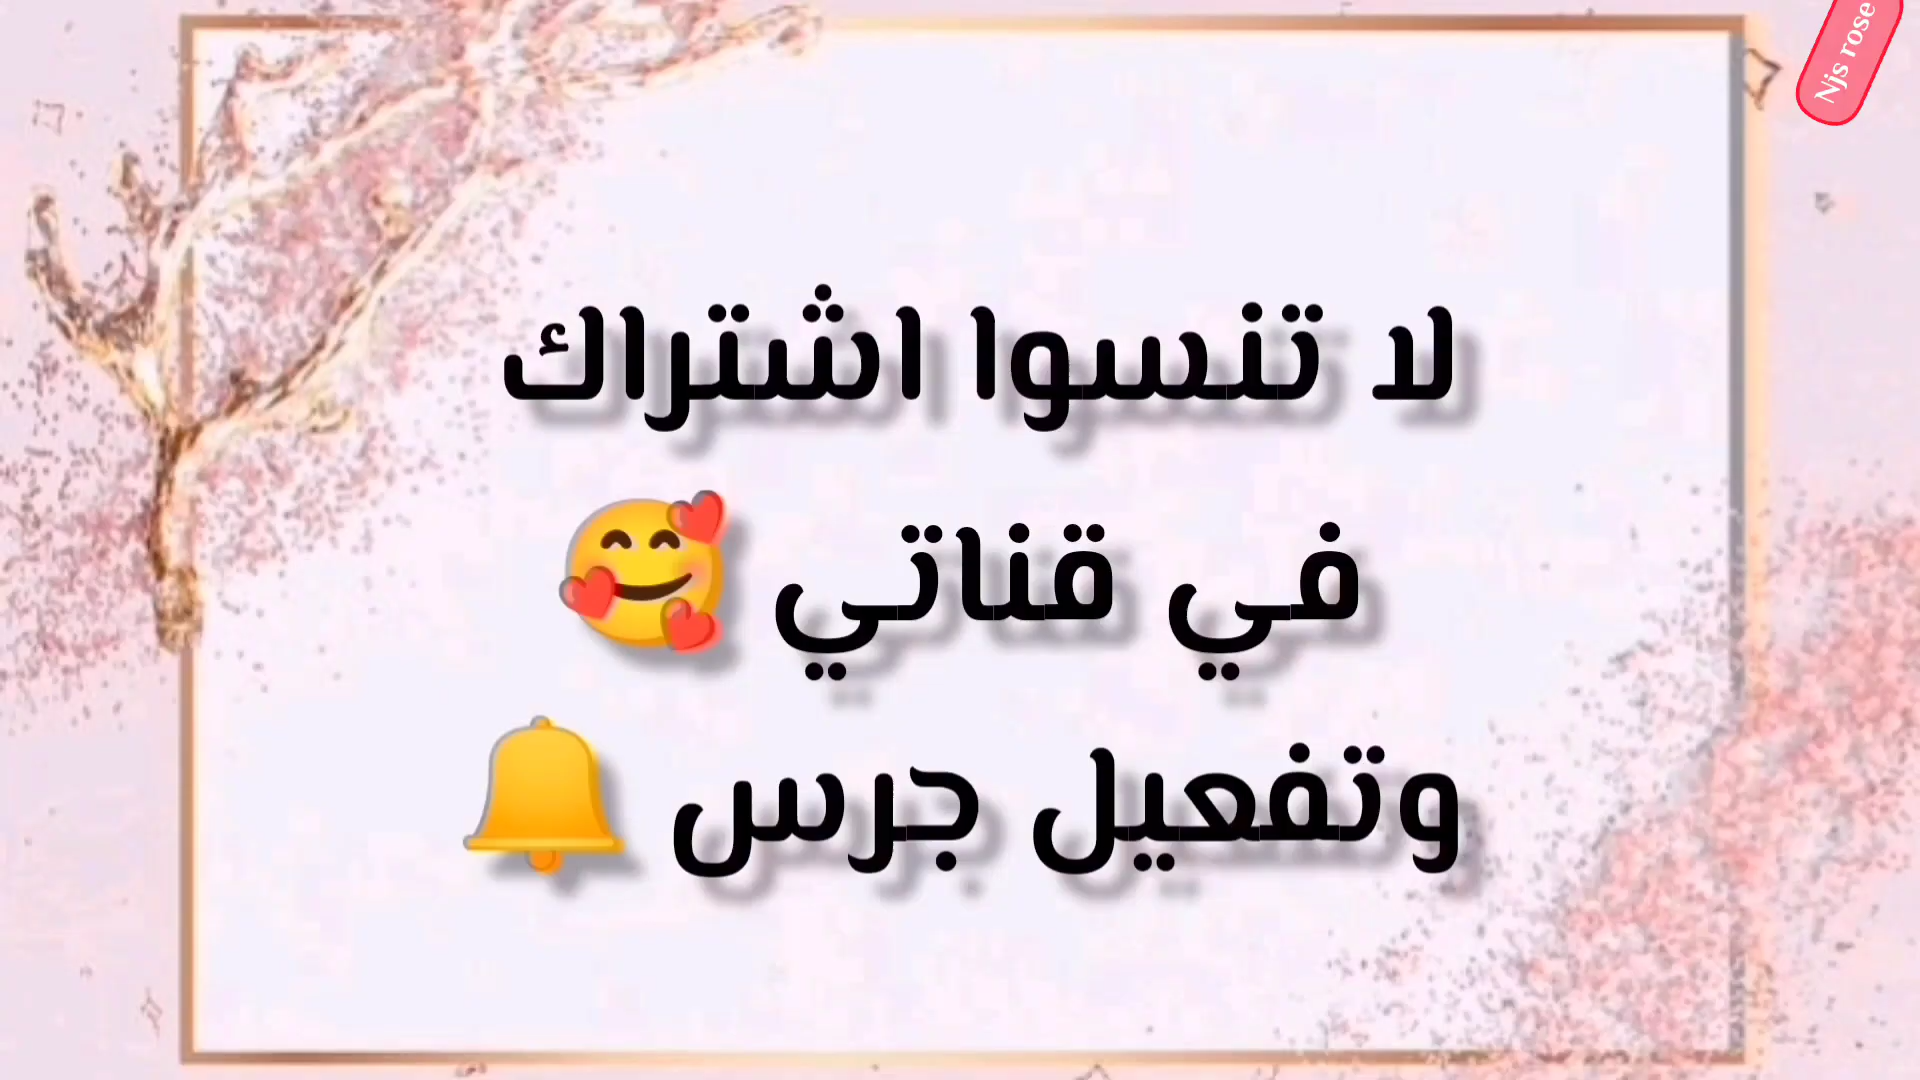 Njs rose
لا تنسوا اشتراك
في قناتي 🥰
وتفعيل جرس 🔔